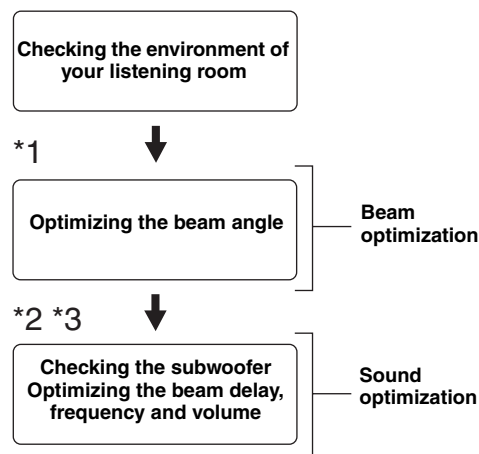 Checking the environment of
your listening room
*1
Optimizing the beam angle
Beam
optimization
*2 *3
Checking the subwoofer
Optimizing the beam delay,
frequency and volume
Sound
optimization